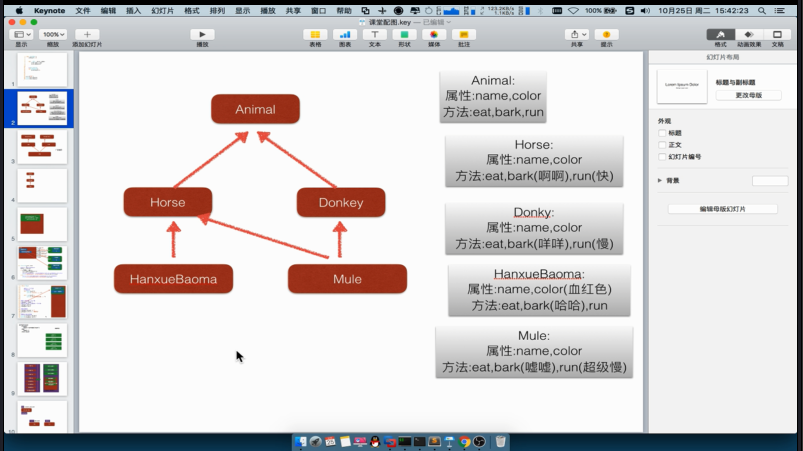 Keynote 文件 编辑 插入 幻灯片 格式 排列 显示 播放 共享 窗口 帮助 100% 10月25日 周二 15:42:23
课堂配图.key — 已编辑
100%
显示 缩放 添加幻灯片 播放 表格 图表 文本 形状 媒体 批注 共享 提示 格式 动画效果 文稿
1
2
3
4
5
6
7
8
9
10
Animal
Horse
Donkey
HanxueBaoma
Mule
Animal:
属性:name,color
方法:eat,bark,run
Horse:
属性:name,color
方法:eat,bark(啊啊),run(快)
Donky:
属性:name,color
方法:eat,bark(咩咩),run(慢)
HanxueBaoma:
属性:name,color(血红色)
方法:eat,bark(哈哈),run
Mule:
属性:name,color
方法:eat,bark(嘘嘘),run(超级慢)
幻灯片布局
标题与副标题
更改母版
外观
标题
正文
幻灯片编号
背景
编辑母版幻灯片